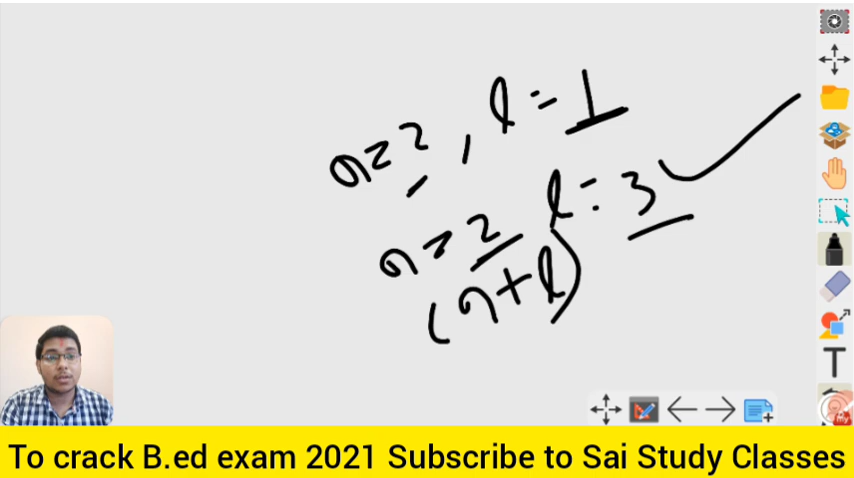 n = 2, l = 1
n = 2 l = 3
(n+l)
T
To crack B.ed exam 2021 Subscribe to Sai Study Classes